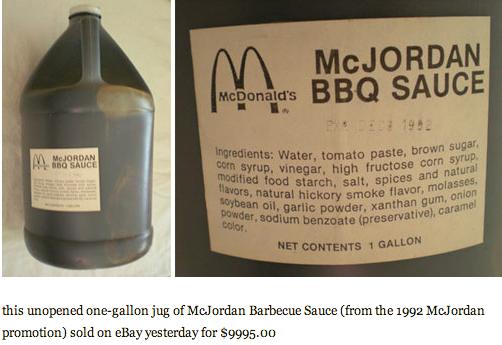 McJORDAN
BBQ SAUCE
McDonald's
McJORDAN
BBQ SAUCE
1992
Ingredients: Water, tomato paste, brown sugar,
corn syrup, vinegar, high fructose corn syrup,
modified food starch, salt, spices and natural
flavors, natural hickory smoke flavor, molasses,
soybean oil, garlic powder, xanthan gum, onion
powder, sodium benzoate (preservative), caramel
color.
NET CONTENTS 1 GALLON
this unopened one-gallon jug of McJordan Barbecue Sauce (from the 1992 McJordan
promotion) sold on eBay yesterday for $9995.00